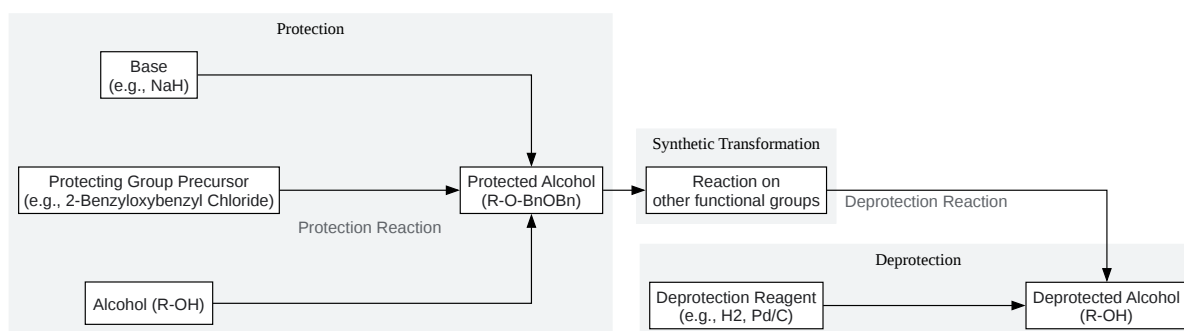 Protection
Base
(e.g., NaH)
Protecting Group Precursor
(e.g., 2-Benzyloxybenzyl Chloride)
Protection Reaction
Alcohol (R-OH)
Protected Alcohol
(R-O-BnOBn)
Synthetic Transformation
Reaction on
other functional groups
Deprotection Reaction
Deprotection
Deprotection Reagent
(e.g., H2, Pd/C)
Deprotected Alcohol
(R-OH)